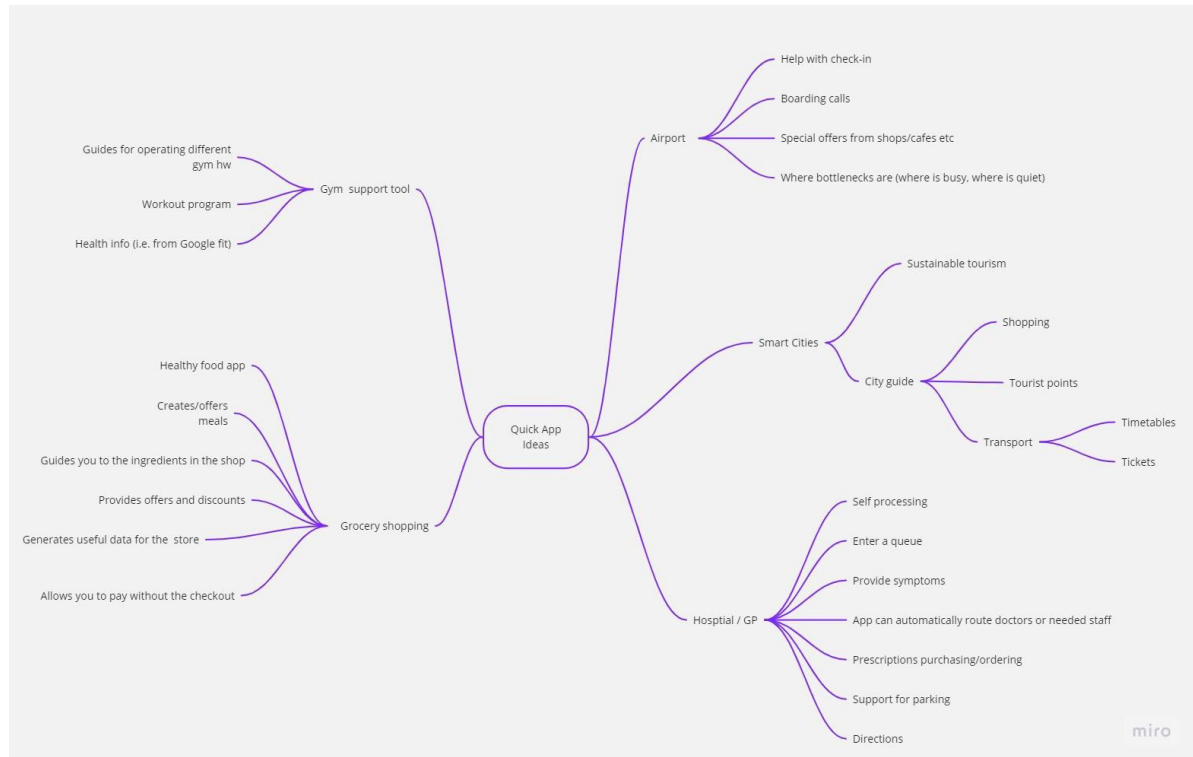 Quick App
Ideas
Gym support tool
Guides for operating different
gym hw
Workout program
Health info (i.e. from Google fit)
Grocery shopping
Healthy food app
Creates/offers
meals
Guides you to the ingredients in the shop
Provides offers and discounts
Generates useful data for the store
Allows you to pay without the checkout
Airport
Help with check-in
Boarding calls
Special offers from shops/cafes etc
Where bottlenecks are (where is busy, where is quiet)
Smart Cities
Sustainable tourism
City guide
Shopping
Tourist points
Transport
Timetables
Tickets
Hosptial / GP
Self processing
Enter a queue
Provide symptoms
App can automatically route doctors or needed staff
Prescriptions purchasing/ordering
Support for parking
Directions
miro